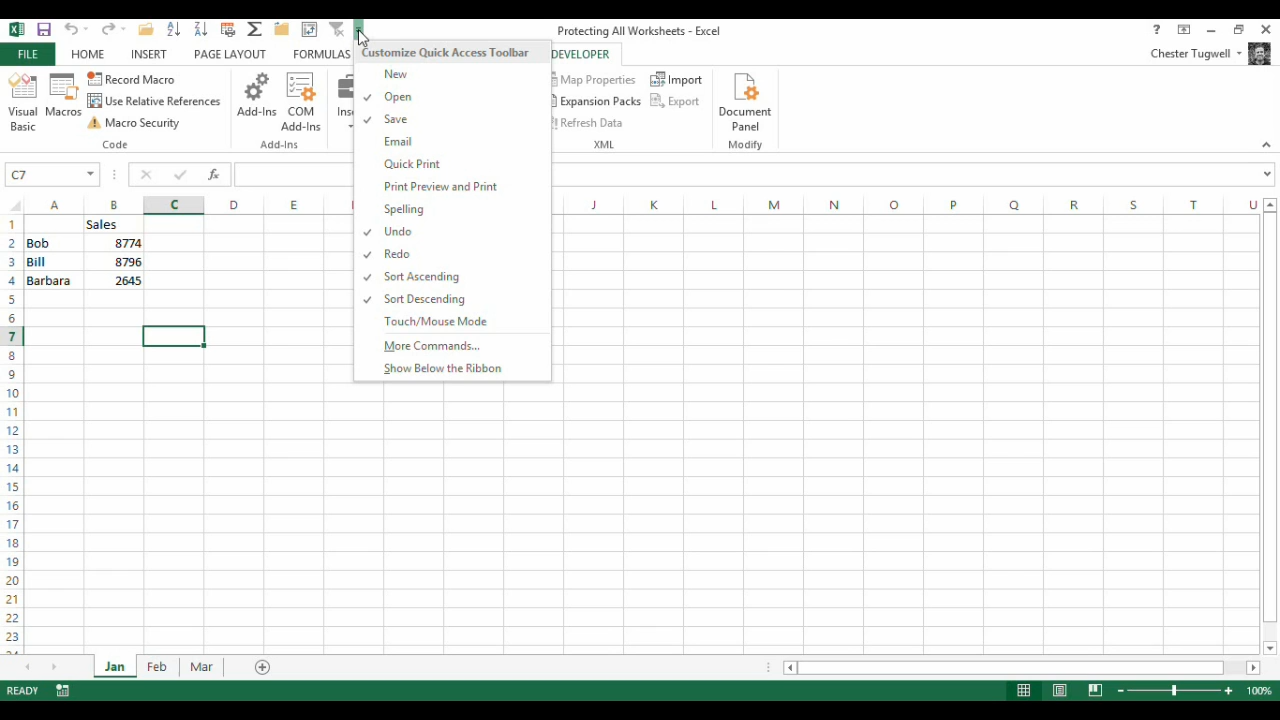 Protecting All Worksheets - Excel
?
FILE HOME INSERT PAGE LAYOUT FORMULAS DEVELOPER Chester Tugwell
Customize Quick Access Toolbar
New
Open
Save
Email
Quick Print
Print Preview and Print
Spelling
Undo
Redo
Sort Ascending
Sort Descending
Touch/Mouse Mode
More Commands...
Show Below the Ribbon
Visual Basic
Macros
Record Macro
Use Relative References
Macro Security
Code
Add-Ins
COM Add-Ins
Add-Ins
Map Properties
Expansion Packs
Refresh Data
Import
Export
XML
Document Panel
Modify
C7 fx
A B C D E J K L M N O P Q R S T U
1 Sales
2 Bob 8774
3 Bill 8796
4 Barbara 2645
5
6
7
8
9
10
11
12
13
14
15
16
17
18
19
20
21
22
23
Jan Feb Mar
READY 100%